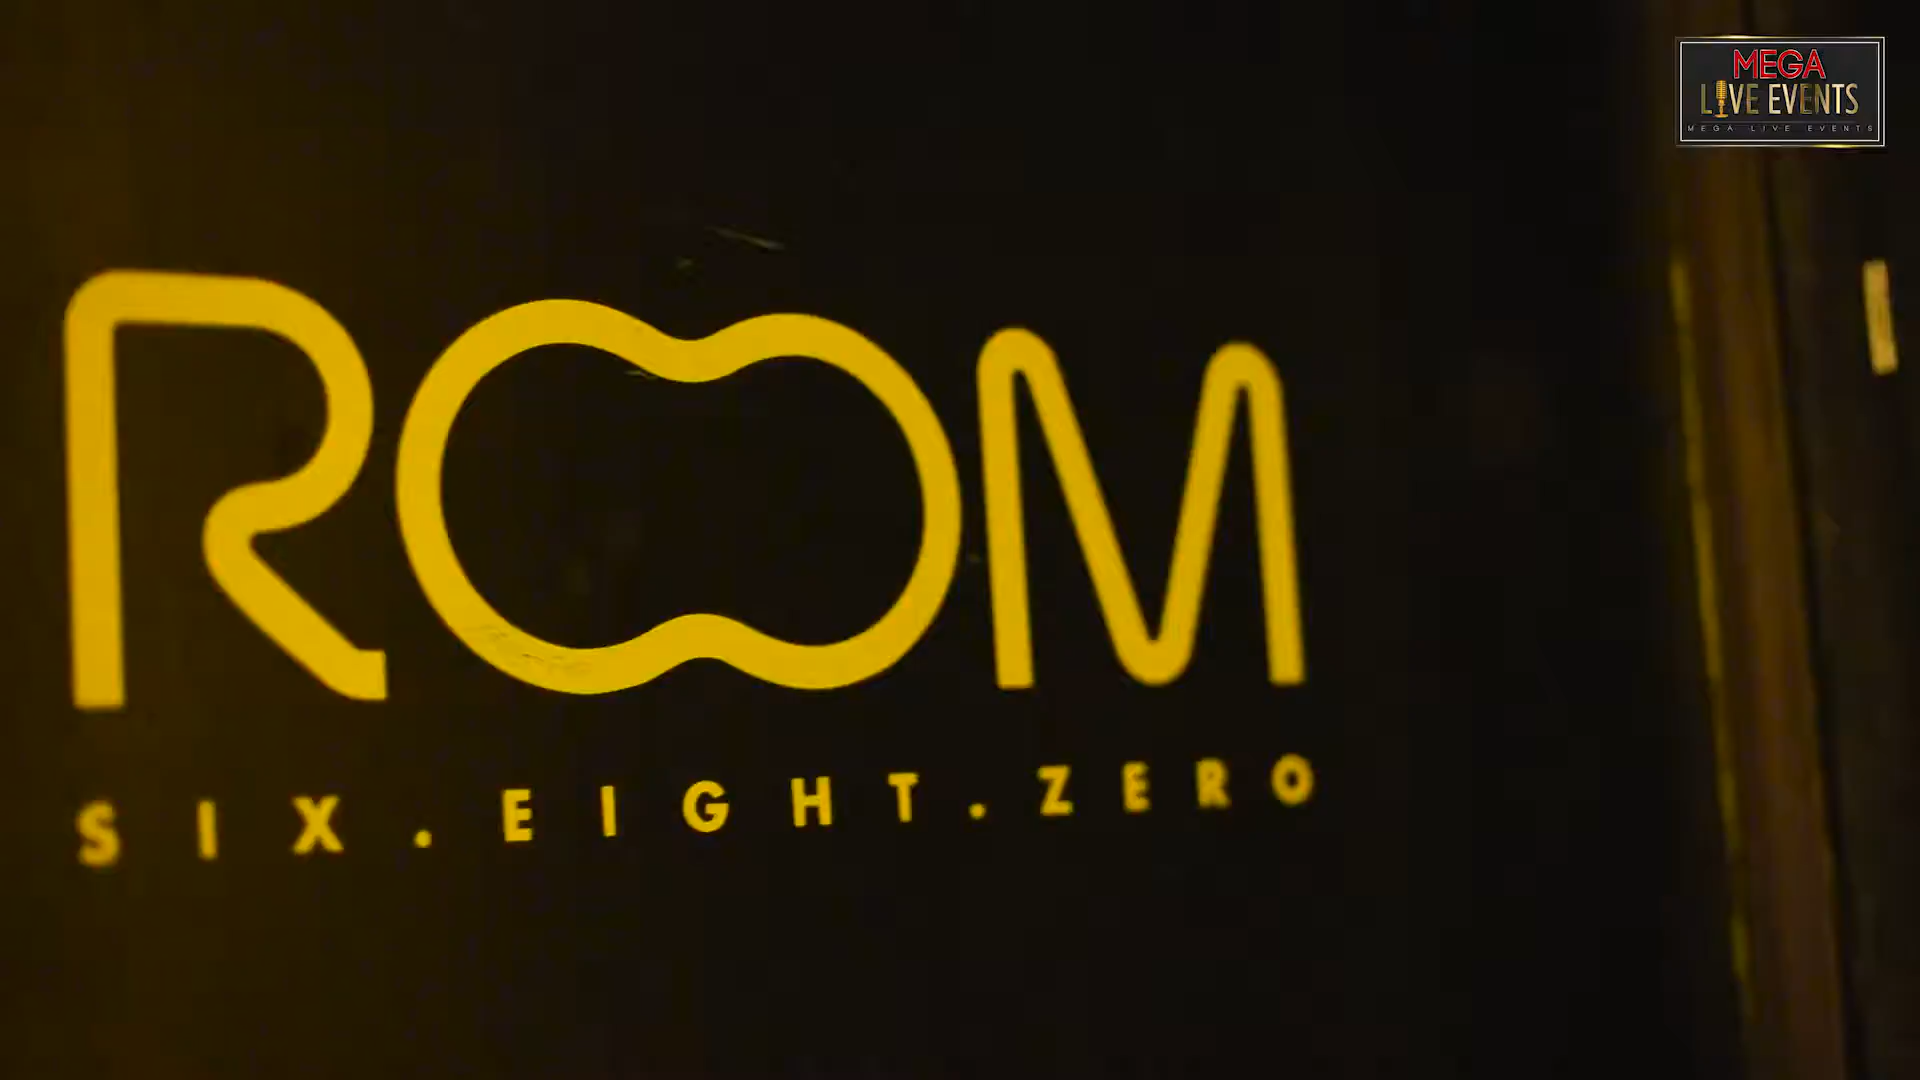 MEGA
LIVE EVENTS
MEGA LIVE EVENTS
ROOM
SIX.EIGHT.ZERO